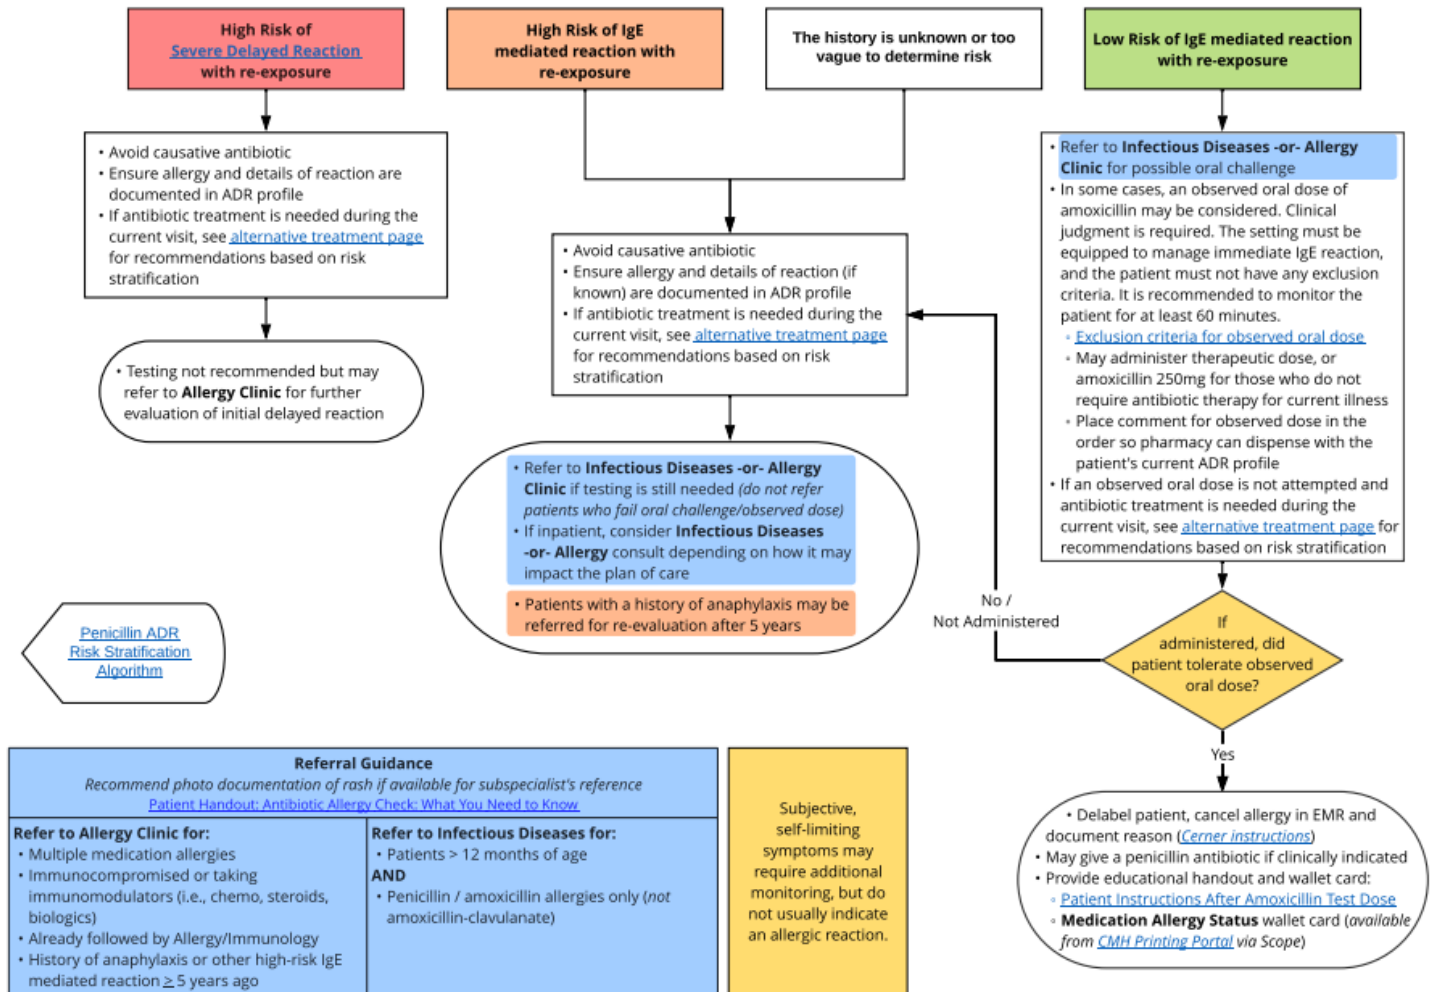 High Risk of
Severe Delayed Reaction
with re-exposure
High Risk of IgE
mediated reaction with
re-exposure
The history is unknown or too
vague to determine risk
Low Risk of IgE mediated reaction
with re-exposure
• Avoid causative antibiotic
• Ensure allergy and details of reaction are
documented in ADR profile
• If antibiotic treatment is needed during the
current visit, see alternative treatment page
for recommendations based on risk
stratification
• Testing not recommended but may
refer to Allergy Clinic for further
evaluation of initial delayed reaction
• Avoid causative antibiotic
• Ensure allergy and details of reaction (if
known) are documented in ADR profile
• If antibiotic treatment is needed during the
current visit, see alternative treatment page
for recommendations based on risk
stratification
• Refer to Infectious Diseases -or- Allergy
Clinic if testing is still needed (do not refer
patients who fail oral challenge/observed dose)
• If inpatient, consider Infectious Diseases
-or- Allergy consult depending on how it may
impact the plan of care
• Patients with a history of anaphylaxis may be
referred for re-evaluation after 5 years
• Refer to Infectious Diseases -or- Allergy
Clinic for possible oral challenge
• In some cases, an observed oral dose of
amoxicillin may be considered. Clinical
judgment is required. The setting must be
equipped to manage immediate IgE reaction,
and the patient must not have any exclusion
criteria. It is recommended to monitor the
patient for at least 60 minutes.
◦ Exclusion criteria for observed oral dose
◦ May administer therapeutic dose, or
amoxicillin 250mg for those who do not
require antibiotic therapy for current illness
◦ Place comment for observed dose in the
order so pharmacy can dispense with the
patient's current ADR profile
• If an observed oral dose is not attempted and
antibiotic treatment is needed during the
current visit, see alternative treatment page for
recommendations based on risk stratification
No /
Not Administered
If
administered, did
patient tolerate observed
oral dose?
Yes
• Delabel patient, cancel allergy in EMR and
document reason (Cerner instructions)
• May give a penicillin antibiotic if clinically indicated
• Provide educational handout and wallet card:
◦ Patient Instructions After Amoxicillin Test Dose
◦ Medication Allergy Status wallet card (available
from CMH Printing Portal via Scope)
Penicillin ADR
Risk Stratification
Algorithm
Referral Guidance
Recommend photo documentation of rash if available for subspecialist's reference
Patient Handout: Antibiotic Allergy Check: What You Need to Know
Refer to Allergy Clinic for:
• Multiple medication allergies
• Immunocompromised or taking
immunomodulators (i.e., chemo, steroids,
biologics)
• Already followed by Allergy/Immunology
• History of anaphylaxis or other high-risk IgE
mediated reaction ≥ 5 years ago
Refer to Infectious Diseases for:
• Patients > 12 months of age
AND
• Penicillin / amoxicillin allergies only (not
amoxicillin-clavulanate)
Subjective,
self-limiting
symptoms may
require additional
monitoring, but do
not usually indicate
an allergic reaction.